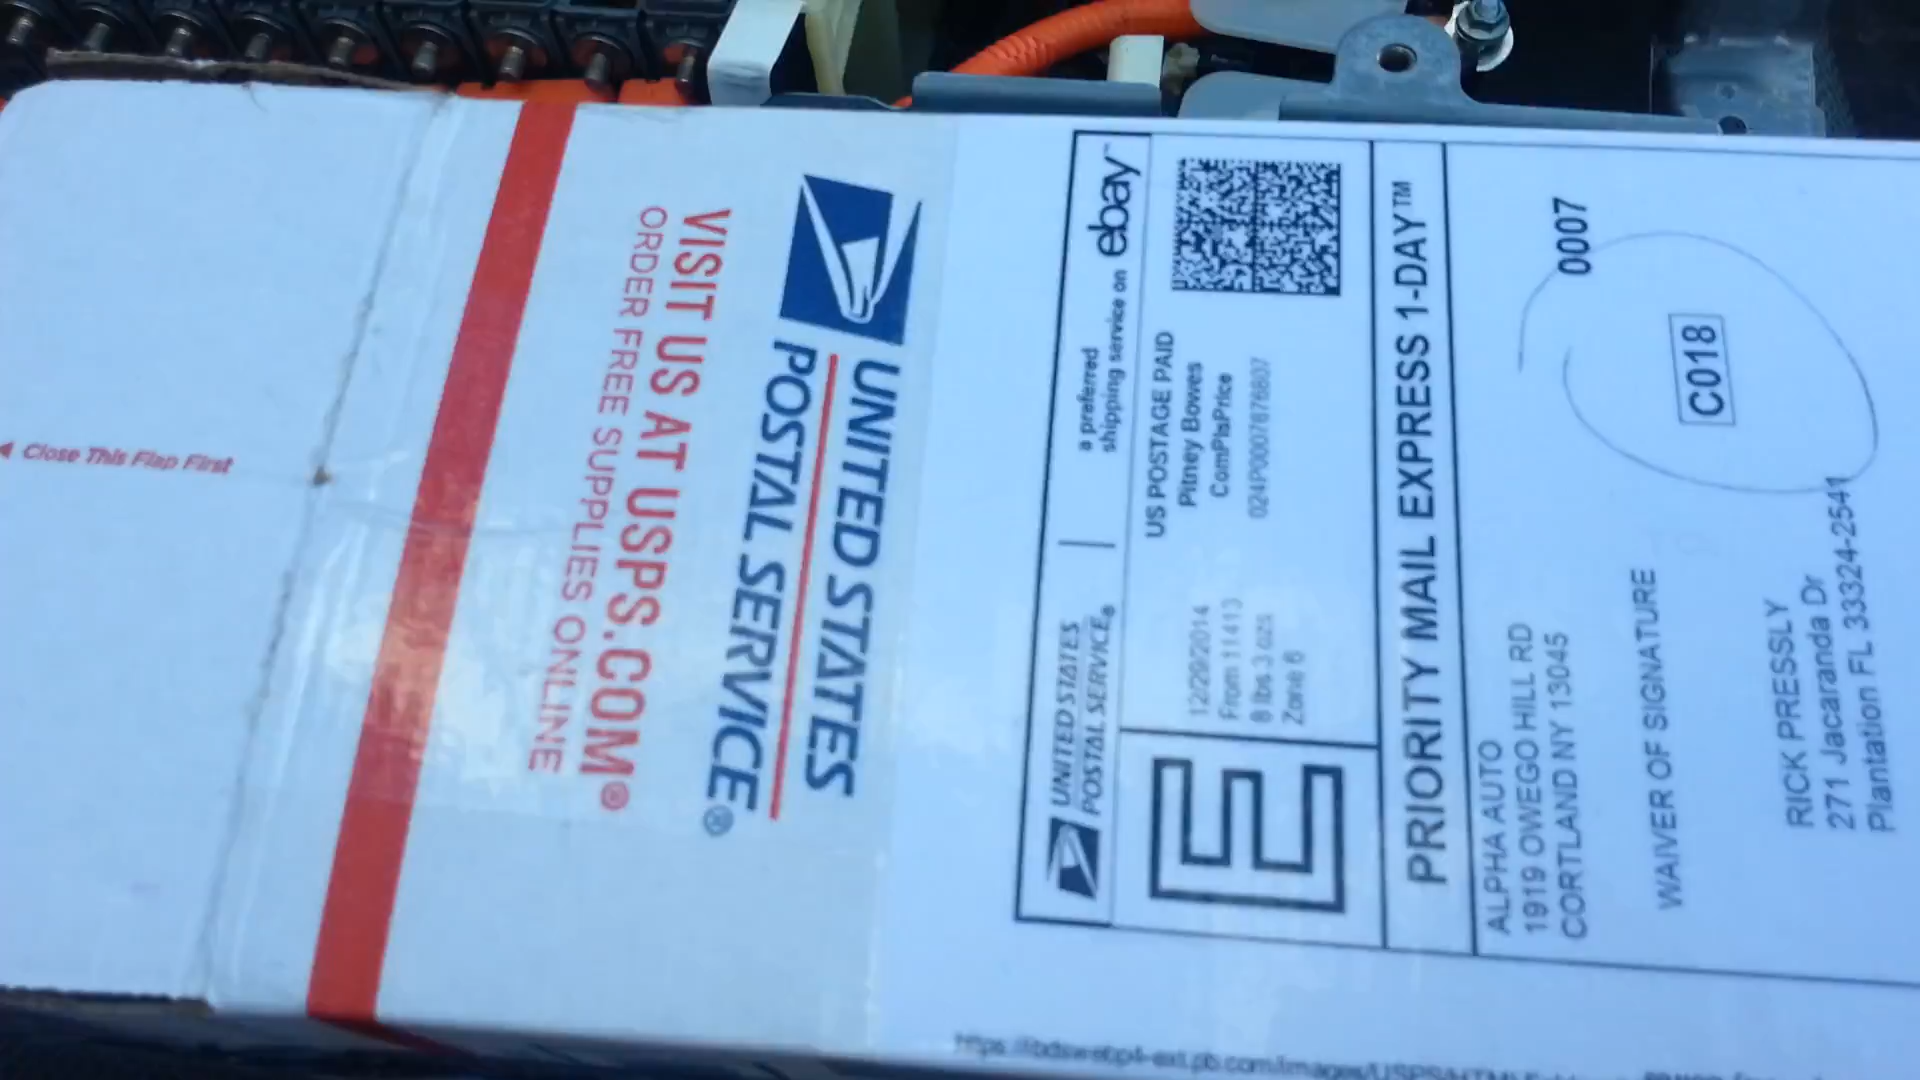 Close This Flap First
VISIT US AT USPS.COM®
ORDER FREE SUPPLIES ONLINE
UNITED STATES
POSTAL SERVICE®
UNITED STATES
POSTAL SERVICE®
a preferred
shipping service on ebay™
E
US POSTAGE PAID
Pitney Bowes
ComPlsPrice
024P0007876807
12/29/2014
From 11413
8 lbs 3 ozs
Zone 6
PRIORITY MAIL EXPRESS 1-DAY™
ALPHA AUTO
1919 OWEGO HILL RD
CORTLAND NY 13045
0007
C018
WAIVER OF SIGNATURE
RICK PRESSLY
271 Jacaranda Dr
Plantation FL 33324-2541